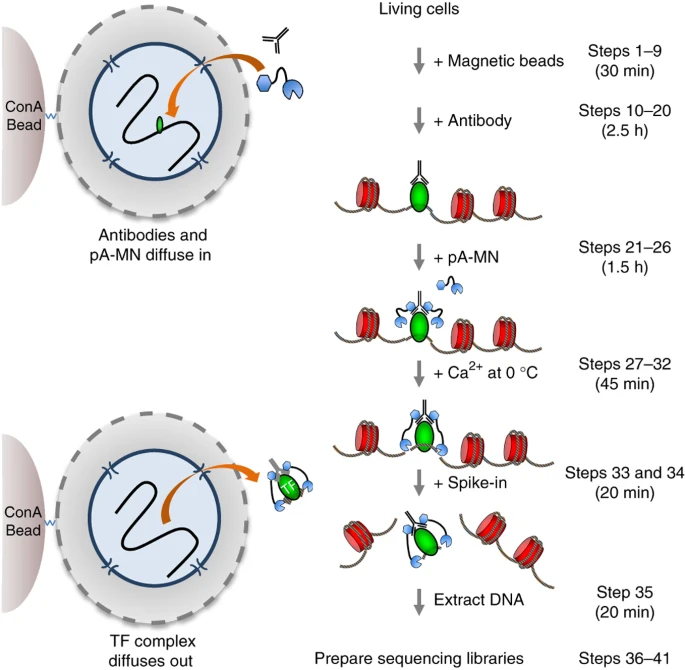 Living cells
+ Magnetic beads
Steps 1–9
(30 min)
ConA
Bead
+ Antibody
Steps 10–20
(2.5 h)
Antibodies and
pA-MN diffuse in
+ pA-MN
Steps 21–26
(1.5 h)
+ Ca2+ at 0 °C
Steps 27–32
(45 min)
+ Spike-in
Steps 33 and 34
(20 min)
TF
ConA
Bead
Extract DNA
Step 35
(20 min)
TF complex
diffuses out
Prepare sequencing libraries
Steps 36–41